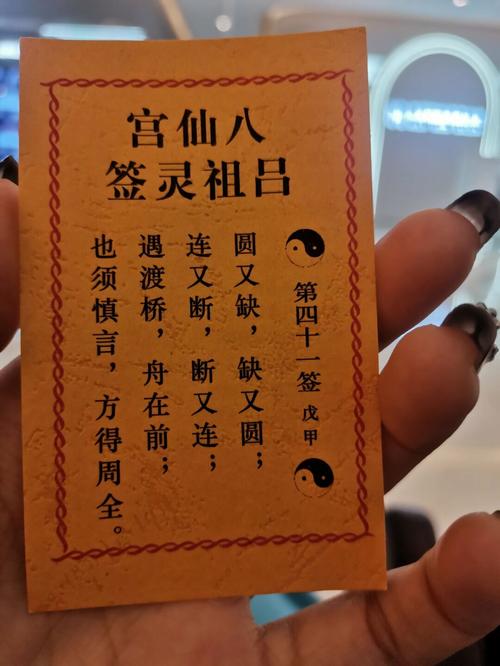 八仙宫
吕祖灵签
第四十一签 戊甲
圆又缺，缺又圆；
连又断，断又连；
遇渡桥，舟在前；
也须慎言，方得周全。